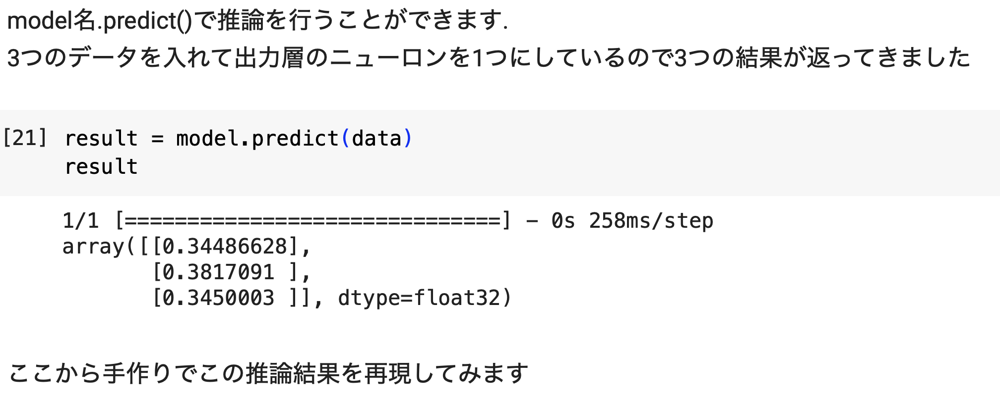 model名.predict()で推論を行うことができます.
3つのデータを入れて出力層のニューロンを1つにしているので3つの結果が返ってきました
[21] result = model.predict(data)
result
1/1 [==============================] - 0s 258ms/step
array([[0.34486628],
[0.3817091 ],
[0.3450003 ]], dtype=float32)
ここから手作りでこの推論結果を再現してみます